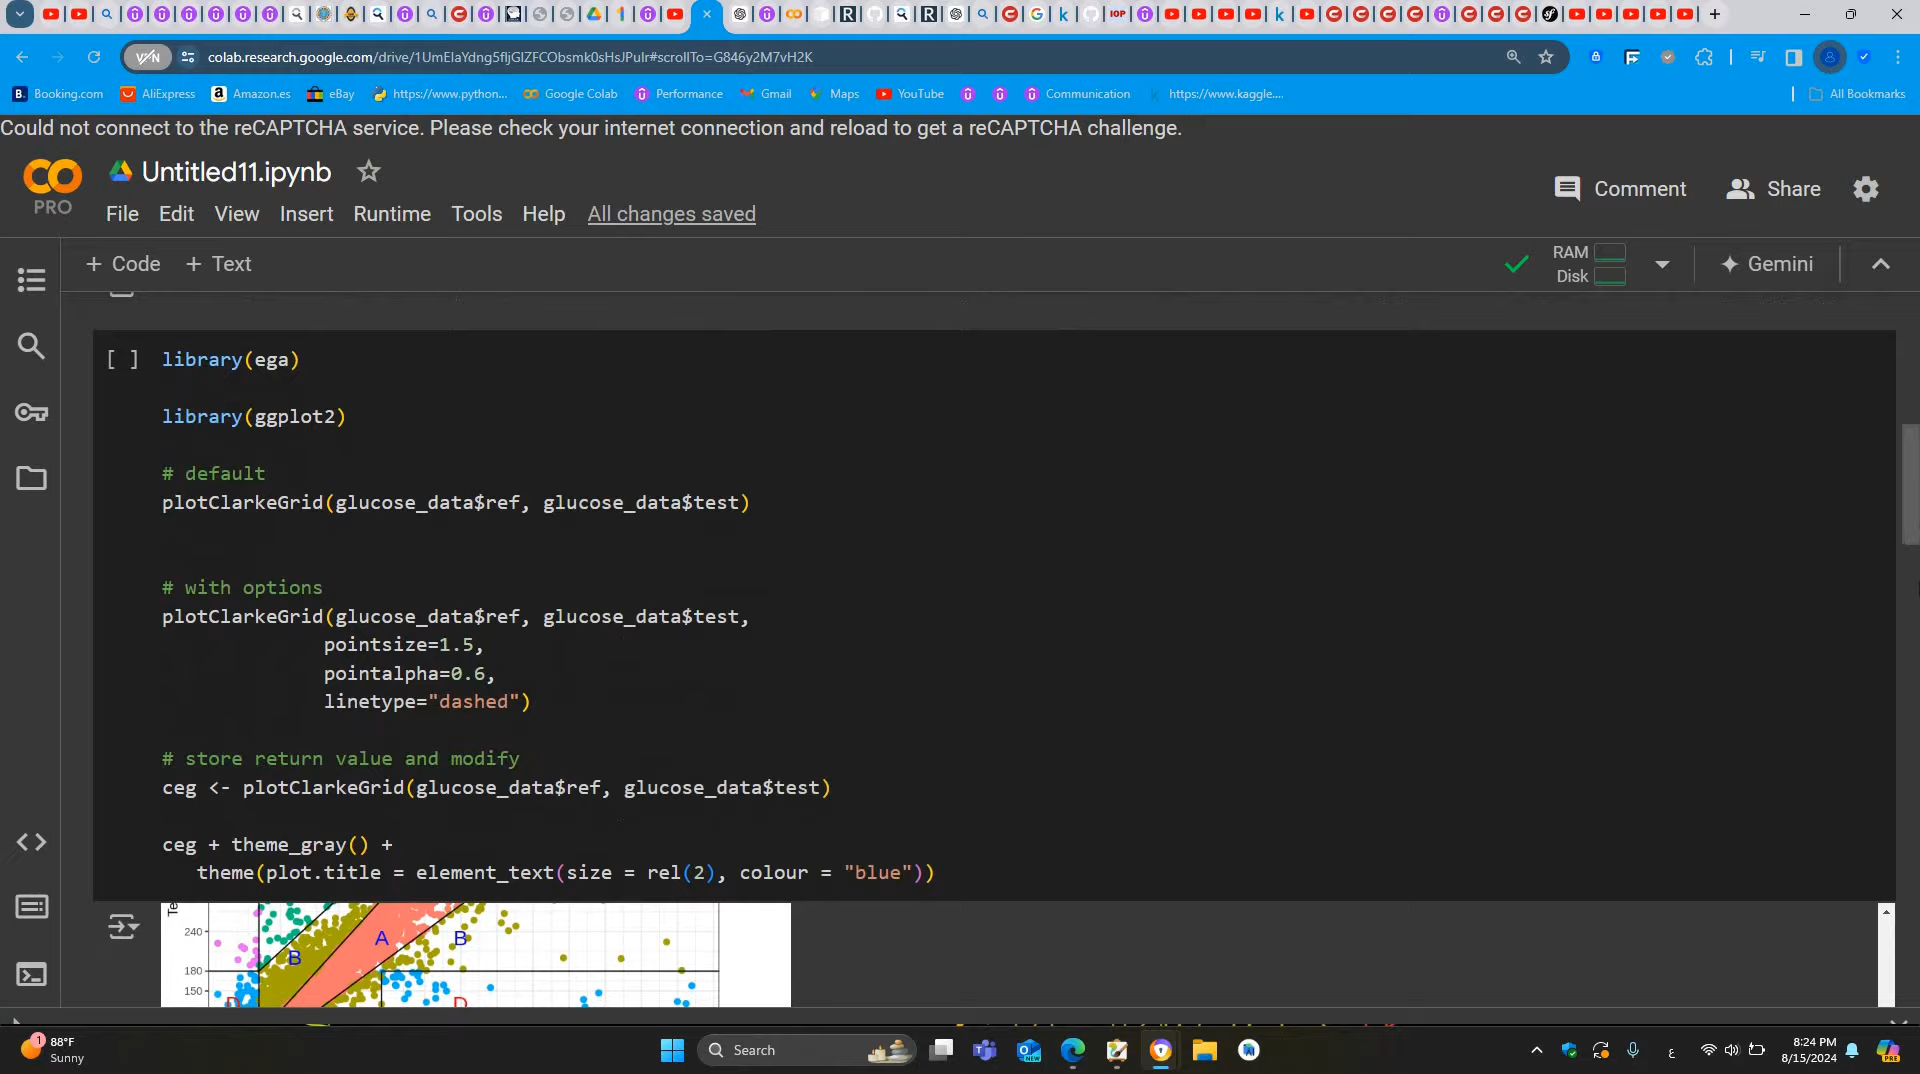 colab.research.google.com/drive/1UmEIaYdng5fIjGIZFCObsmk0sHsJPuIr#scrollTo=G846y2M7vH2K
Booking.com AliExpress Amazon.es eBay https://www.python... Google Colab Performance Gmail Maps YouTube Communication https://www.kaggle.... All Bookmarks
Could not connect to the reCAPTCHA service. Please check your internet connection and reload to get a reCAPTCHA challenge.
PRO
Untitled11.ipynb
File Edit View Insert Runtime Tools Help All changes saved
Comment Share
+ Code + Text
RAM
Disk
Gemini
[ ] library(ega)
library(ggplot2)
# default
plotClarkeGrid(glucose_data$ref, glucose_data$test)
# with options
plotClarkeGrid(glucose_data$ref, glucose_data$test,
pointsize=1.5,
pointalpha=0.6,
linetype="dashed")
# store return value and modify
ceg <- plotClarkeGrid(glucose_data$ref, glucose_data$test)
ceg + theme_gray() +
theme(plot.title = element_text(size = rel(2), colour = "blue"))
Te
240
A
B
B
180
150
D
D
1
88°F
Sunny
Search
ع
8:24 PM
8/15/2024